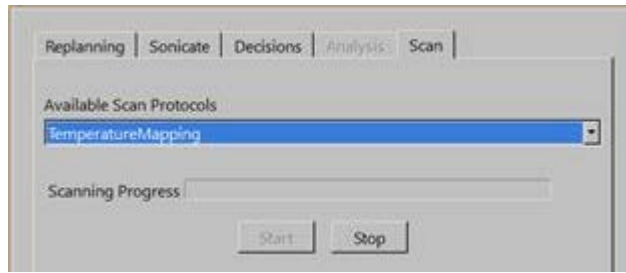 Replanning Sonicate Decisions Analysis Scan
Available Scan Protocols
TemperatureMapping
Scanning Progress
Start Stop